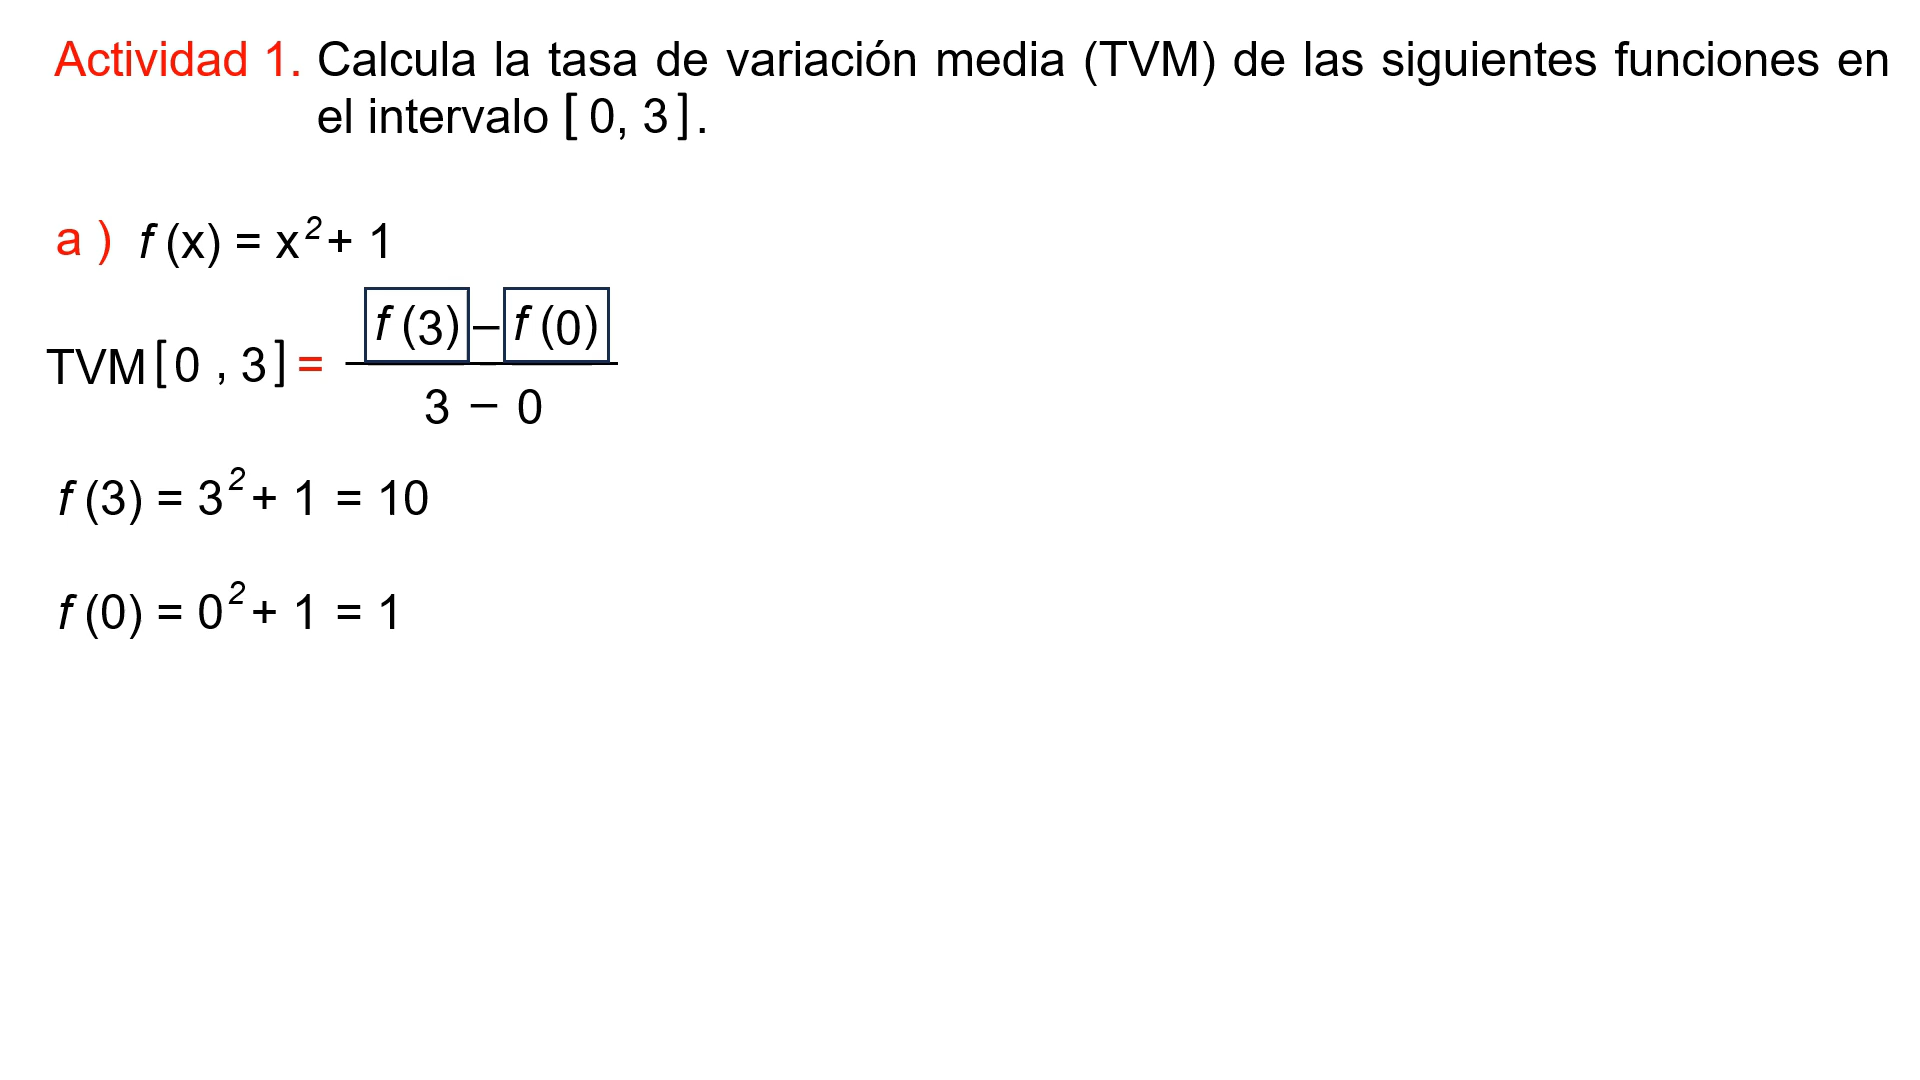 Actividad 1. Calcula la tasa de variación media (TVM) de las siguientes funciones en
el intervalo [ 0, 3 ].
a ) f (x) = x² + 1
f (3) – f (0)
TVM [ 0 , 3 ] =
3 – 0
f (3) = 3² + 1 = 10
f (0) = 0² + 1 = 1